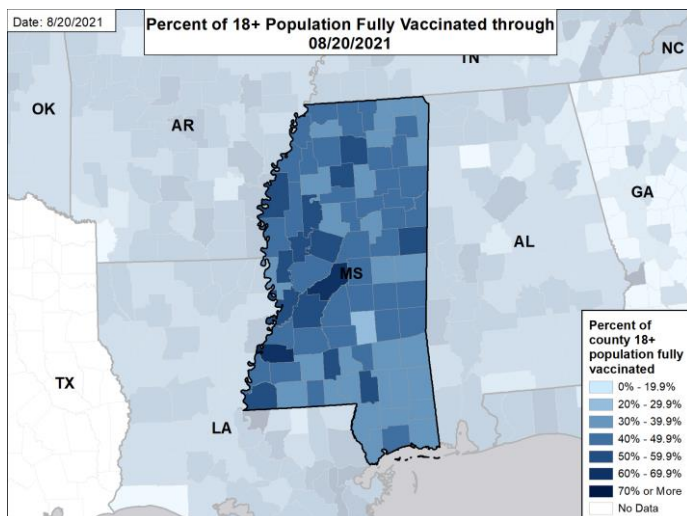 Date: 8/20/2021
Percent of 18+ Population Fully Vaccinated through
08/20/2021
TN
NC
OK
AR
GA
MS
AL
TX
LA
Percent of
county 18+
population fully
vaccinated
0% - 19.9%
20% - 29.9%
30% - 39.9%
40% - 49.9%
50% - 59.9%
60% - 69.9%
70% or More
No Data